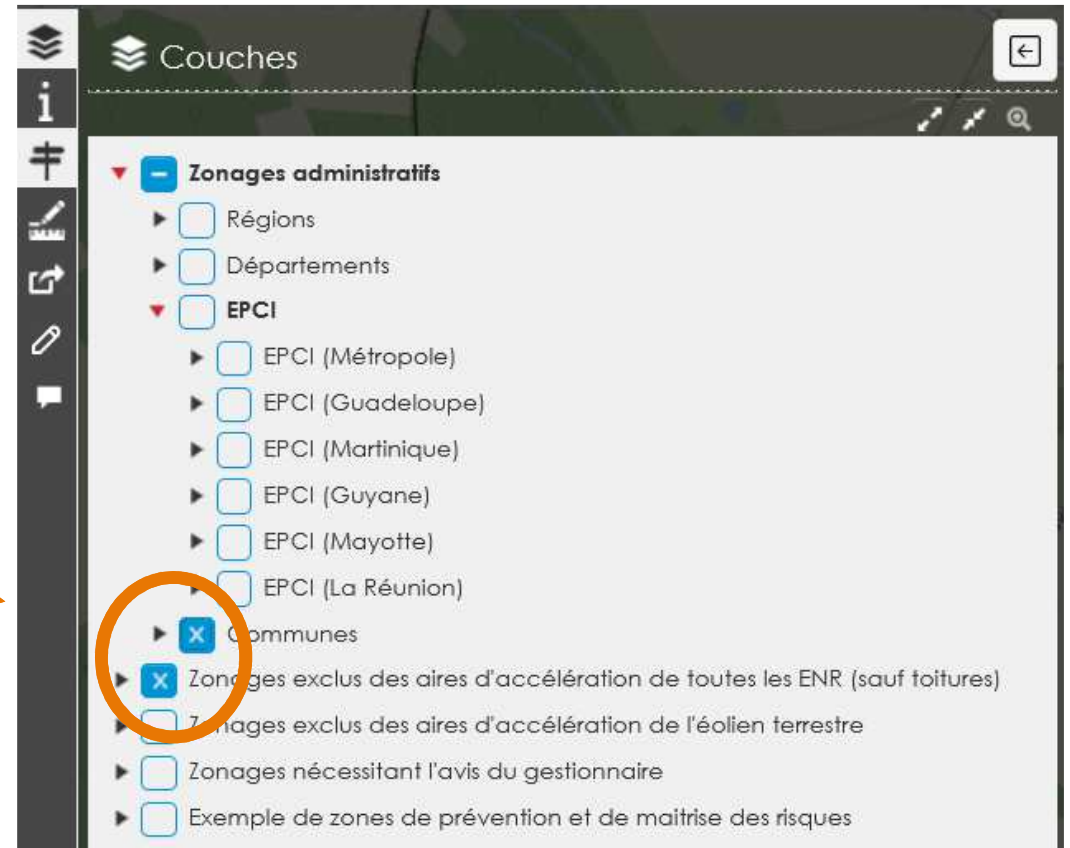 Couches
Zonages administratifs
Régions
Départements
EPCI
EPCI (Métropole)
EPCI (Guadeloupe)
EPCI (Martinique)
EPCI (Guyane)
EPCI (Mayotte)
EPCI (La Réunion)
Communes
Zonages exclus des aires d'accélération de toutes les ENR (sauf toitures)
Zonages exclus des aires d'accélération de l'éolien terrestre
Zonages nécessitant l'avis du gestionnaire
Exemple de zones de prévention et de maitrise des risques